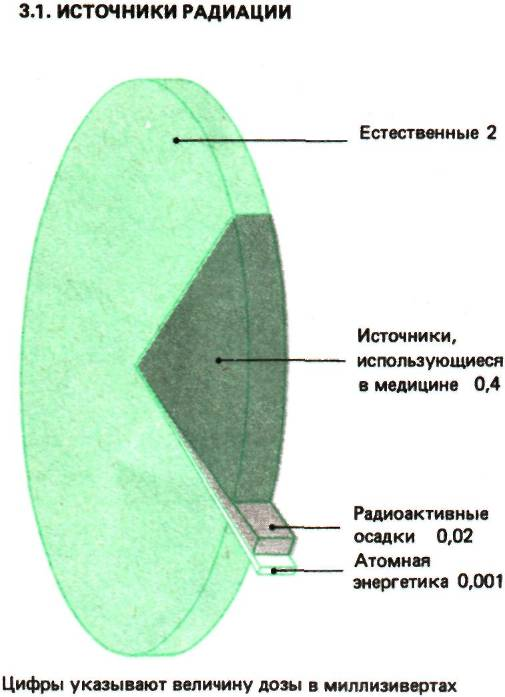 3.1. ИСТОЧНИКИ РАДИАЦИИ
Естественные 2
Источники,
использующиеся
в медицине 0,4
Радиоактивные
осадки 0,02
Атомная
энергетика 0,001
Цифры указывают величину дозы в миллизивертах